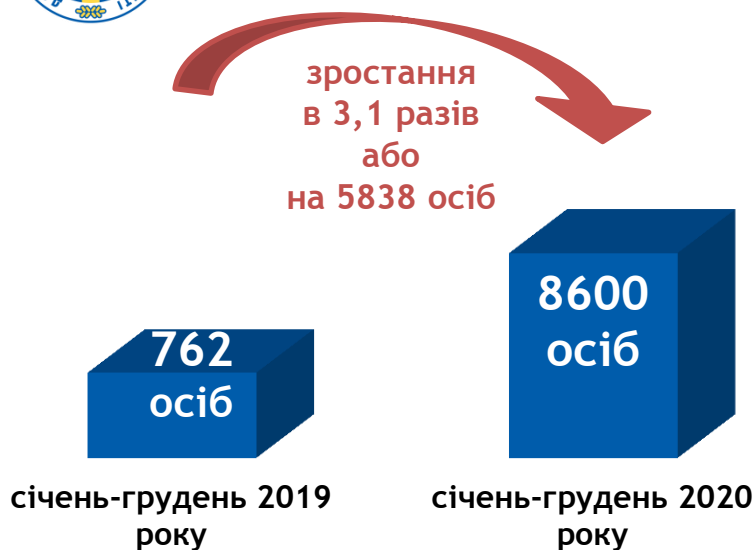 зростання
в 3,1 разів
або
на 5838 осіб
8600
осіб
762
осіб
січень-грудень 2019
року
січень-грудень 2020
року